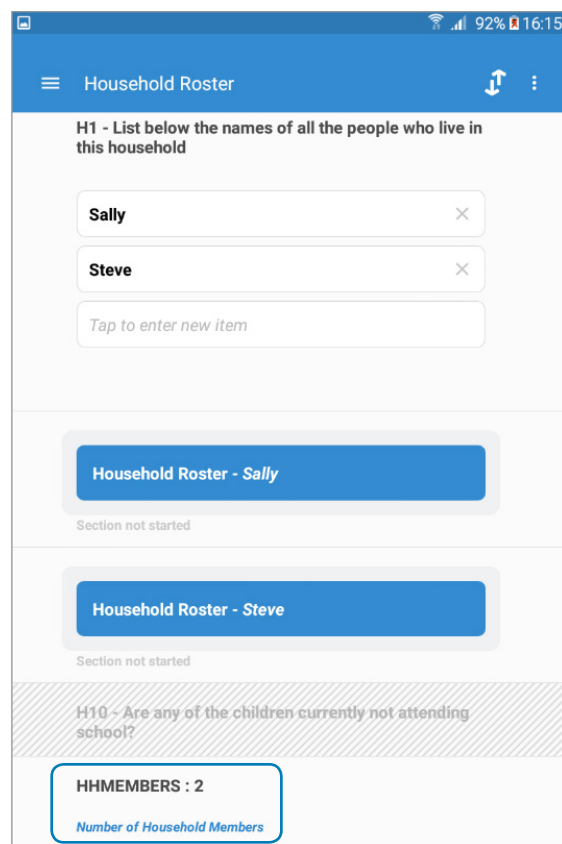 92% 16:15
Household Roster
H1 - List below the names of all the people who live in
this household
Sally
Steve
Tap to enter new item
Household Roster - Sally
Section not started
Household Roster - Steve
Section not started
H10 - Are any of the children currently not attending
school?
HHMEMBERS : 2
Number of Household Members